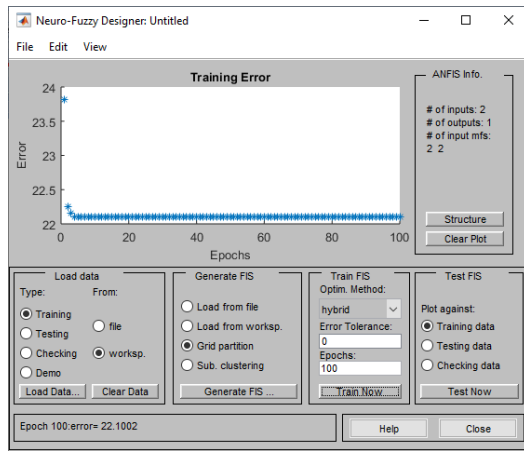 Neuro-Fuzzy Designer: Untitled
File Edit View
Training Error
24
23.5
23
22.5
22
Error
0 20 40 60 80 100
Epochs
ANFIS Info.
# of inputs: 2
# of outputs: 1
# of input mfs:
2 2
Structure
Clear Plot
Load data
Type: From:
Training
Testing
Checking
Demo
file
worksp.
Load Data... Clear Data
Generate FIS
Load from file
Load from worksp.
Grid partition
Sub. clustering
Generate FIS ...
Train FIS
Optim. Method:
hybrid
Error Tolerance:
0
Epochs:
100
Train Now
Test FIS
Plot against:
Training data
Testing data
Checking data
Test Now
Epoch 100:error= 22.1002
Help Close